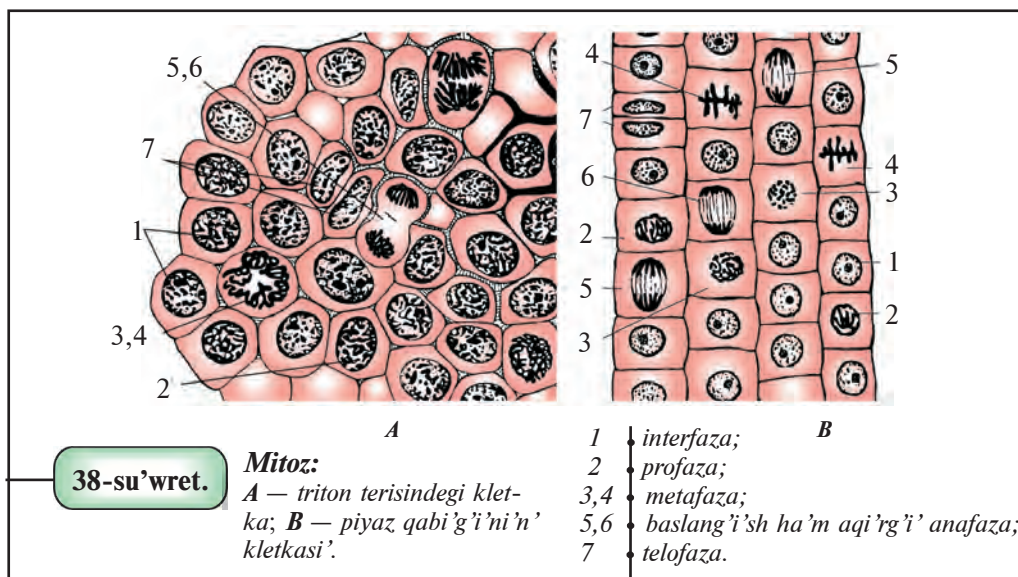 5,6
7
1
3,4
2
4
7
6
2
5
3
5
4
3
1
2
A
B
38-su’wret.
Mitoz:
A — triton terisindegi klet-
ka; B — piyaz qabi’g’i’ni’n’
kletkasi’.
1 interfaza;
2 profaza;
3,4 metafaza;
5,6 baslang’i’sh ha’m aqi’rg’i’ anafaza;
7 telofaza.